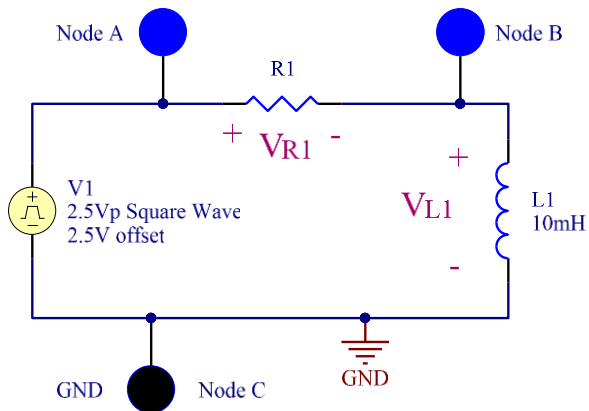 Node A
Node B
R1
+ VR1 -
V1
2.5Vp Square Wave
2.5V offset
+
VL1
-
L1
10mH
GND
Node C
GND